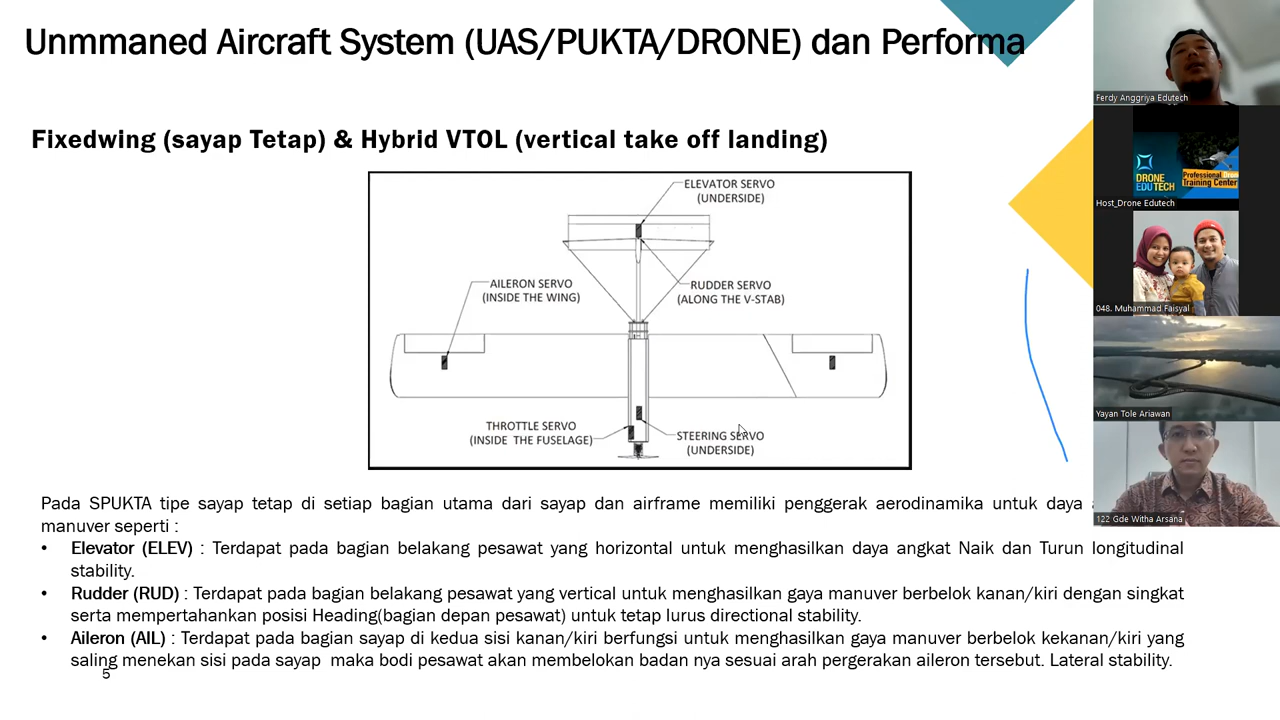 Unmmaned Aircraft System (UAS/PUKTA/DRONE) dan Performa
Fixedwing (sayap Tetap) & Hybrid VTOL (vertical take off landing)
ELEVATOR SERVO
(UNDERSIDE)
AILERON SERVO
(INSIDE THE WING)
RUDDER SERVO
(ALONG THE V-STAB)
THROTTLE SERVO
(INSIDE THE FUSELAGE)
STEERING SERVO
(UNDERSIDE)
Pada SPUKTA tipe sayap tetap di setiap bagian utama dari sayap dan airframe memiliki penggerak aerodinamika untuk daya
manuver seperti :
• Elevator (ELEV) : Terdapat pada bagian belakang pesawat yang horizontal untuk menghasilkan daya angkat Naik dan Turun longitudinal
stability.
• Rudder (RUD) : Terdapat pada bagian belakang pesawat yang vertical untuk menghasilkan gaya manuver berbelok kanan/kiri dengan singkat
serta mempertahankan posisi Heading(bagian depan pesawat) untuk tetap lurus directional stability.
• Aileron (AIL) : Terdapat pada bagian sayap di kedua sisi kanan/kiri berfungsi untuk menghasilkan gaya manuver berbelok kekanan/kiri yang
saling menekan sisi pada sayap maka bodi pesawat akan membelokan badan nya sesuai arah pergerakan aileron tersebut. Lateral stability.
5
Ferdy Anggriya Edutech
DRONE
EDUTECH
Professional Drone
Training Center
Host_Drone Edutech
048. Muhammad Faisyal
Yayan Tole Ariawan
122 Gde Witha Arsana